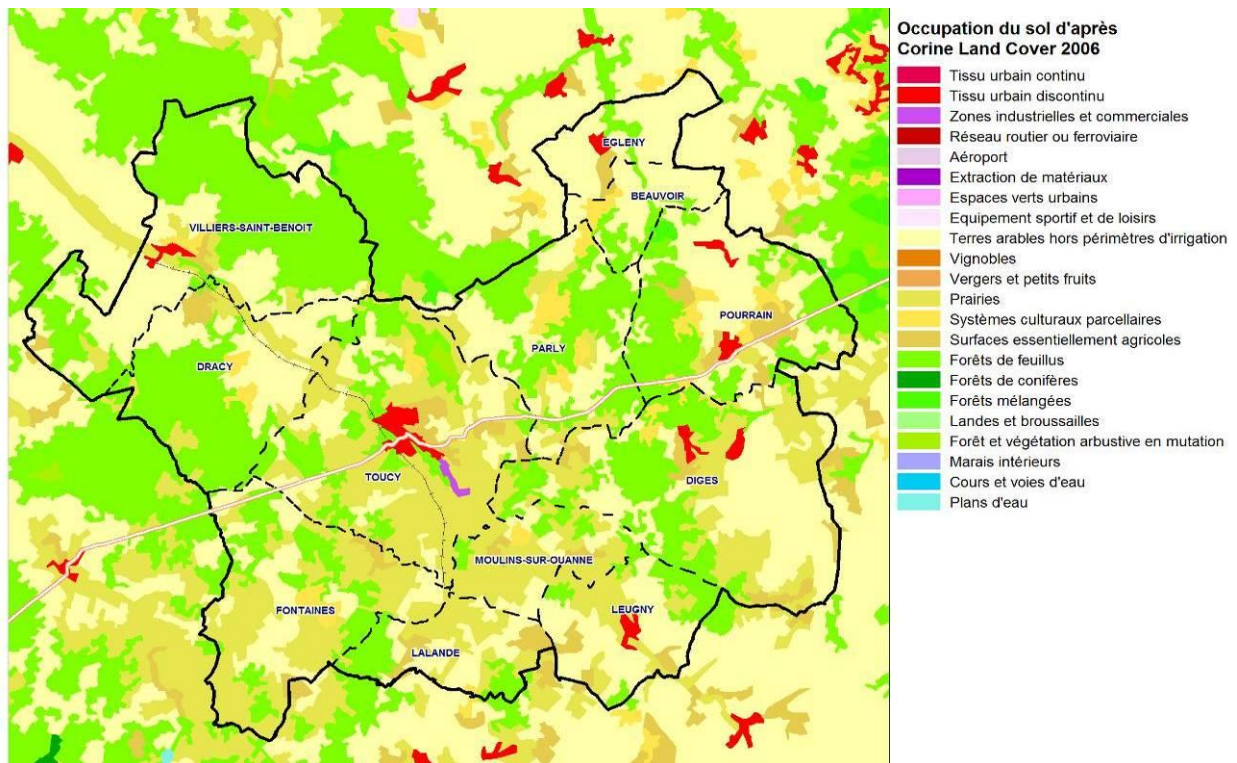 Occupation du sol d'après
Corine Land Cover 2006
Tissu urbain continu
Tissu urbain discontinu
Zones industrielles et commerciales
Réseau routier ou ferroviaire
Aéroport
Extraction de matériaux
Espaces verts urbains
Equipement sportif et de loisirs
Terres arables hors périmètres d'irrigation
Vignobles
Vergers et petits fruits
Prairies
Systèmes culturaux parcellaires
Surfaces essentiellement agricoles
Forêts de feuillus
Forêts de conifères
Forêts mélangées
Landes et broussailles
Forêt et végétation arbustive en mutation
Marais intérieurs
Cours et voies d'eau
Plans d'eau
EGLENY
BEAUVOIR
VILLIERS-SAINT-BENOIT
POURRAIN
PARLY
DRACY
TOUCY
DIGES
MOULINS-SUR-OUANNE
FONTAINES
LEUGNY
LALANDE